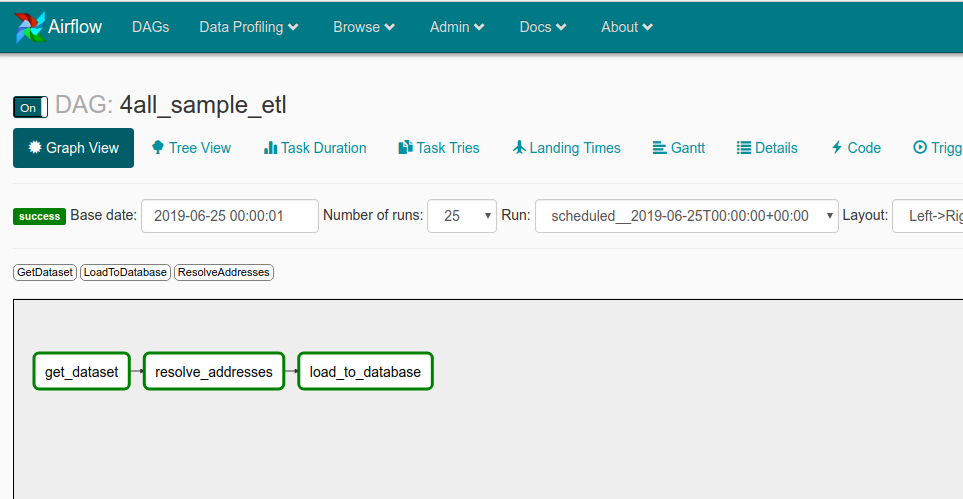 Airflow DAGs Data Profiling Browse Admin Docs About
On DAG: 4all_sample_etl
Graph View Tree View Task Duration Task Tries Landing Times Gantt Details Code Trigg
success Base date: 2019-06-25 00:00:01 Number of runs: 25 Run: scheduled__2019-06-25T00:00:00+00:00 Layout: Left->Rig
GetDataset LoadToDatabase ResolveAddresses
get_dataset resolve_addresses load_to_database